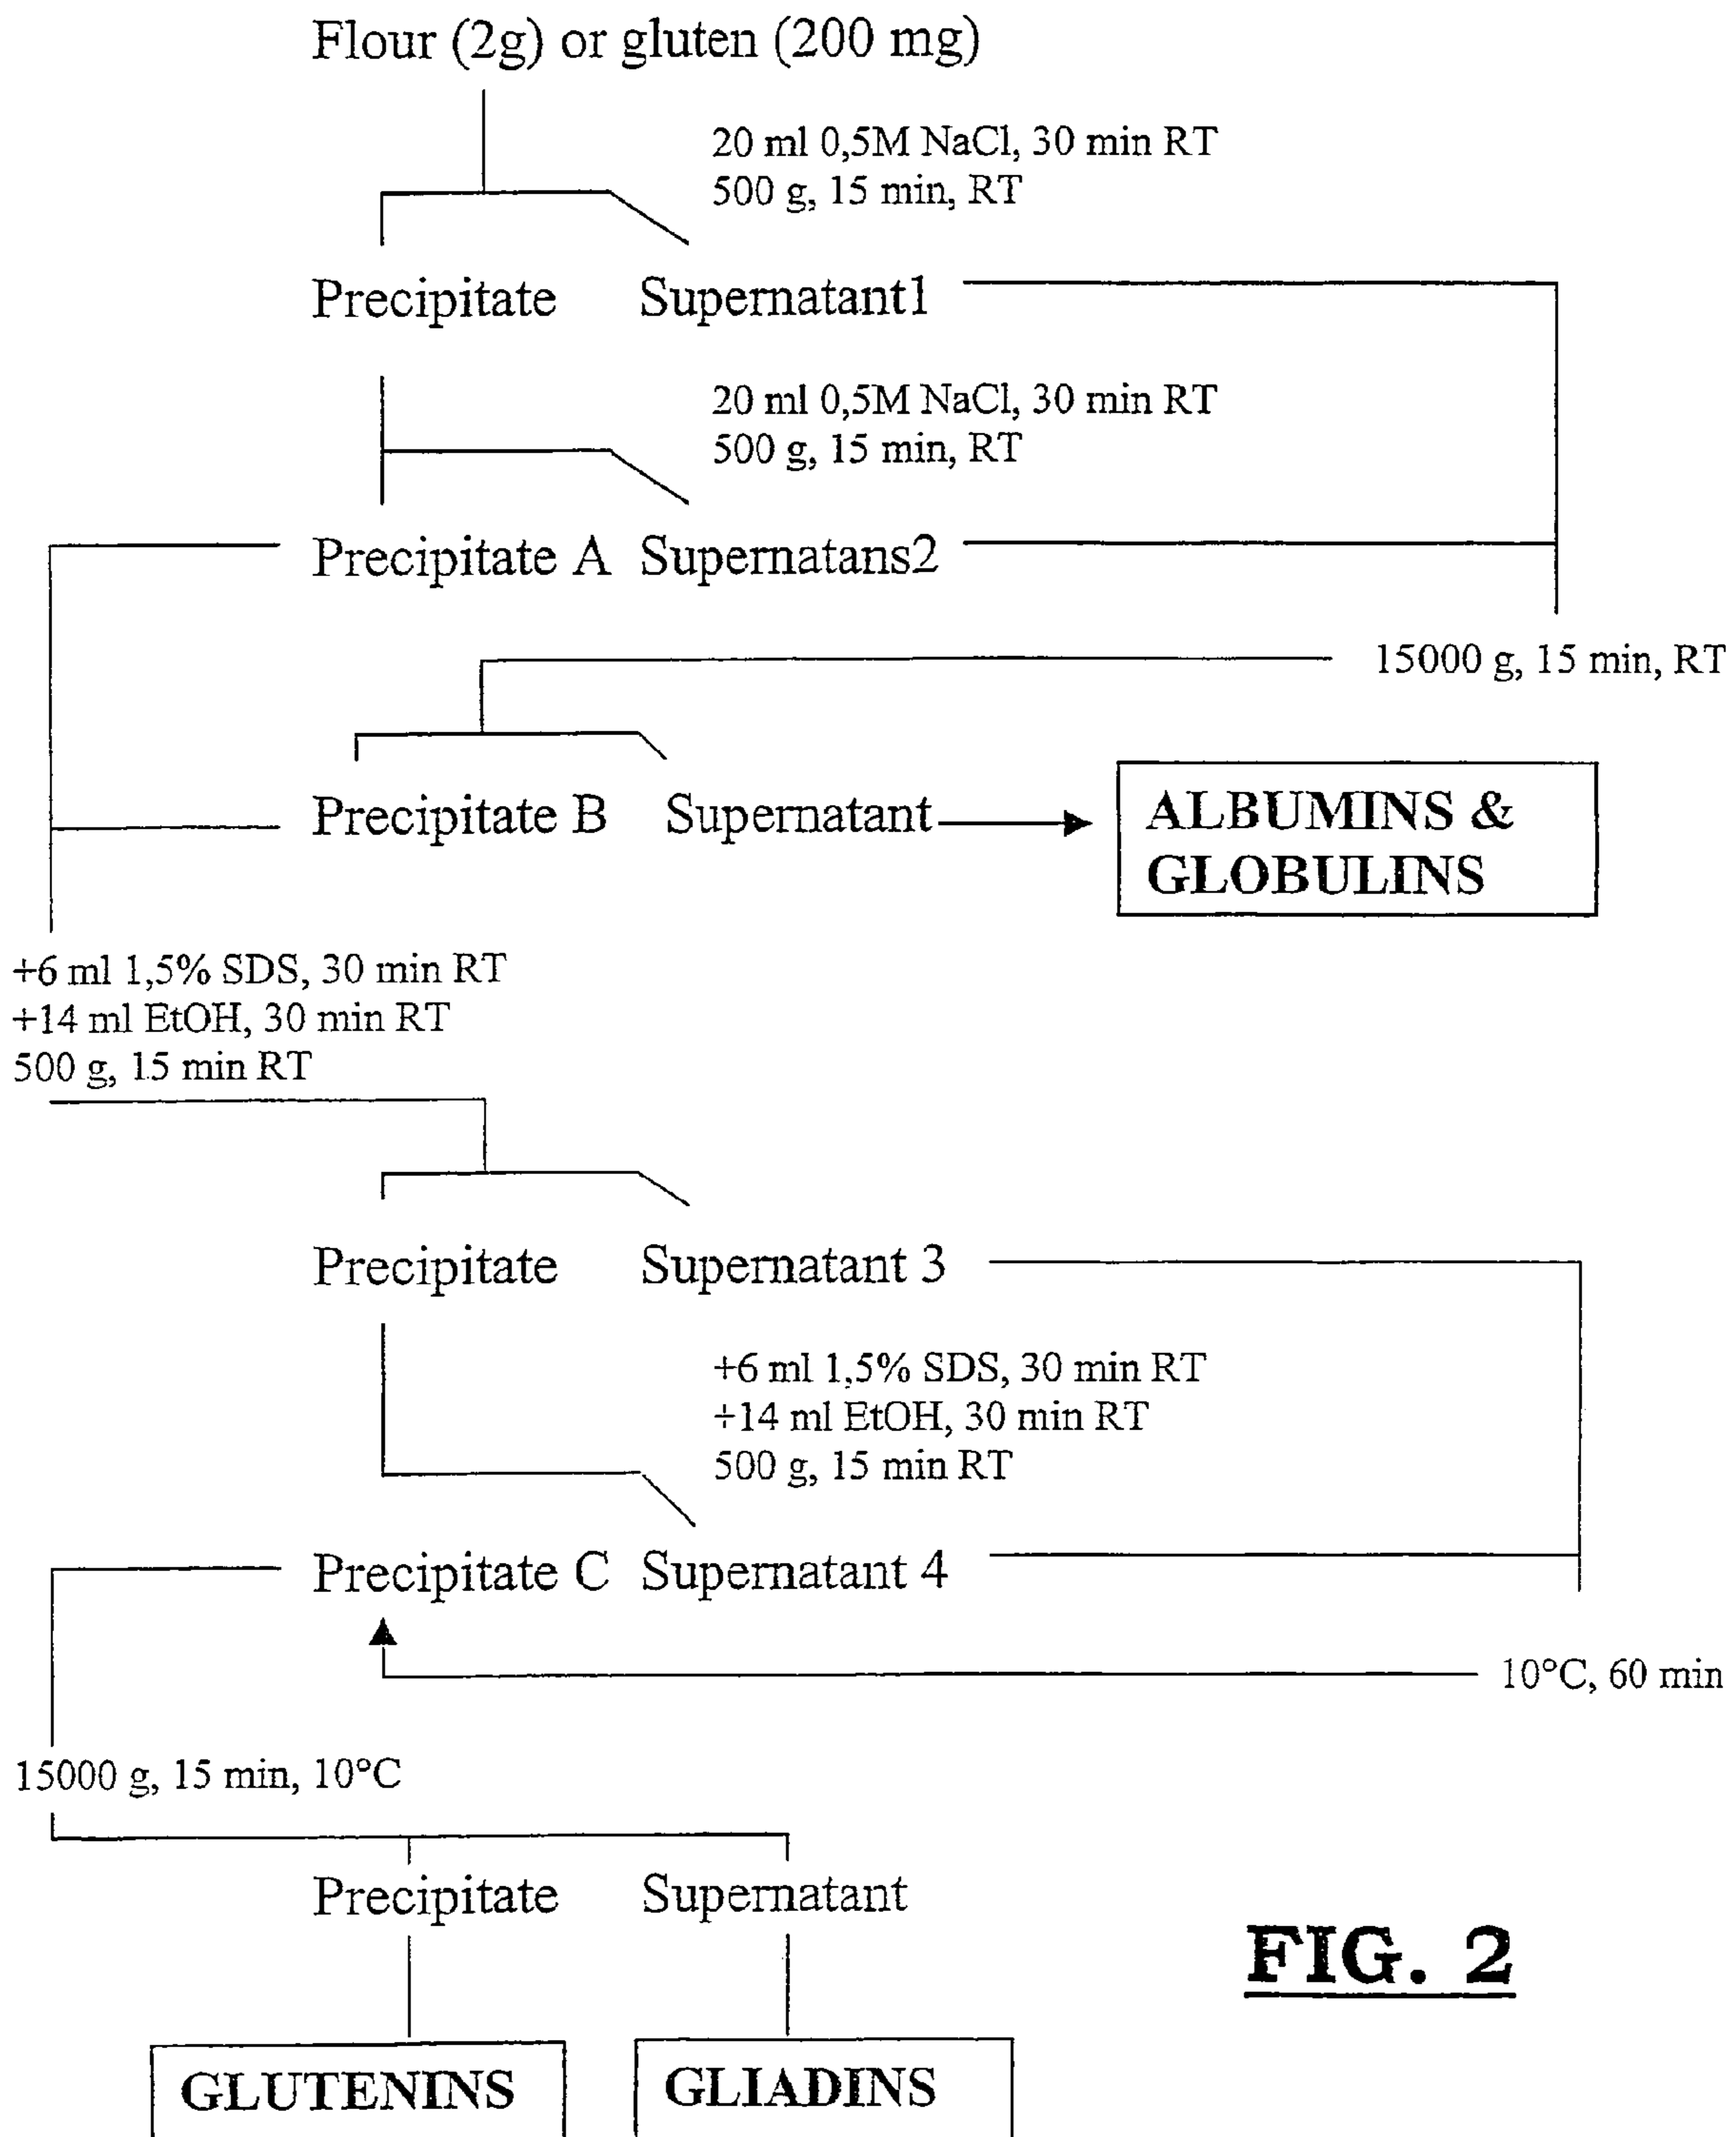 Flour (2g) or gluten (200 mg)
20 ml 0,5M NaCl, 30 min RT
500 g, 15 min, RT
Precipitate
Supernatant1
20 ml 0,5M NaCl, 30 min RT
500 g, 15 min, RT
Precipitate A
Supernatans2
15000 g, 15 min, RT
Precipitate B
Supernatant
ALBUMINS &
GLOBULINS
+6 ml 1,5% SDS, 30 min RT
+14 ml EtOH, 30 min RT
500 g, 15 min RT
Precipitate
Supernatant 3
+6 ml 1,5% SDS, 30 min RT
+14 ml EtOH, 30 min RT
500 g, 15 min RT
Precipitate C
Supernatant 4
10°C, 60 min
15000 g, 15 min, 10°C
Precipitate
Supernatant
FIG. 2
GLUTENINS
GLIADINS